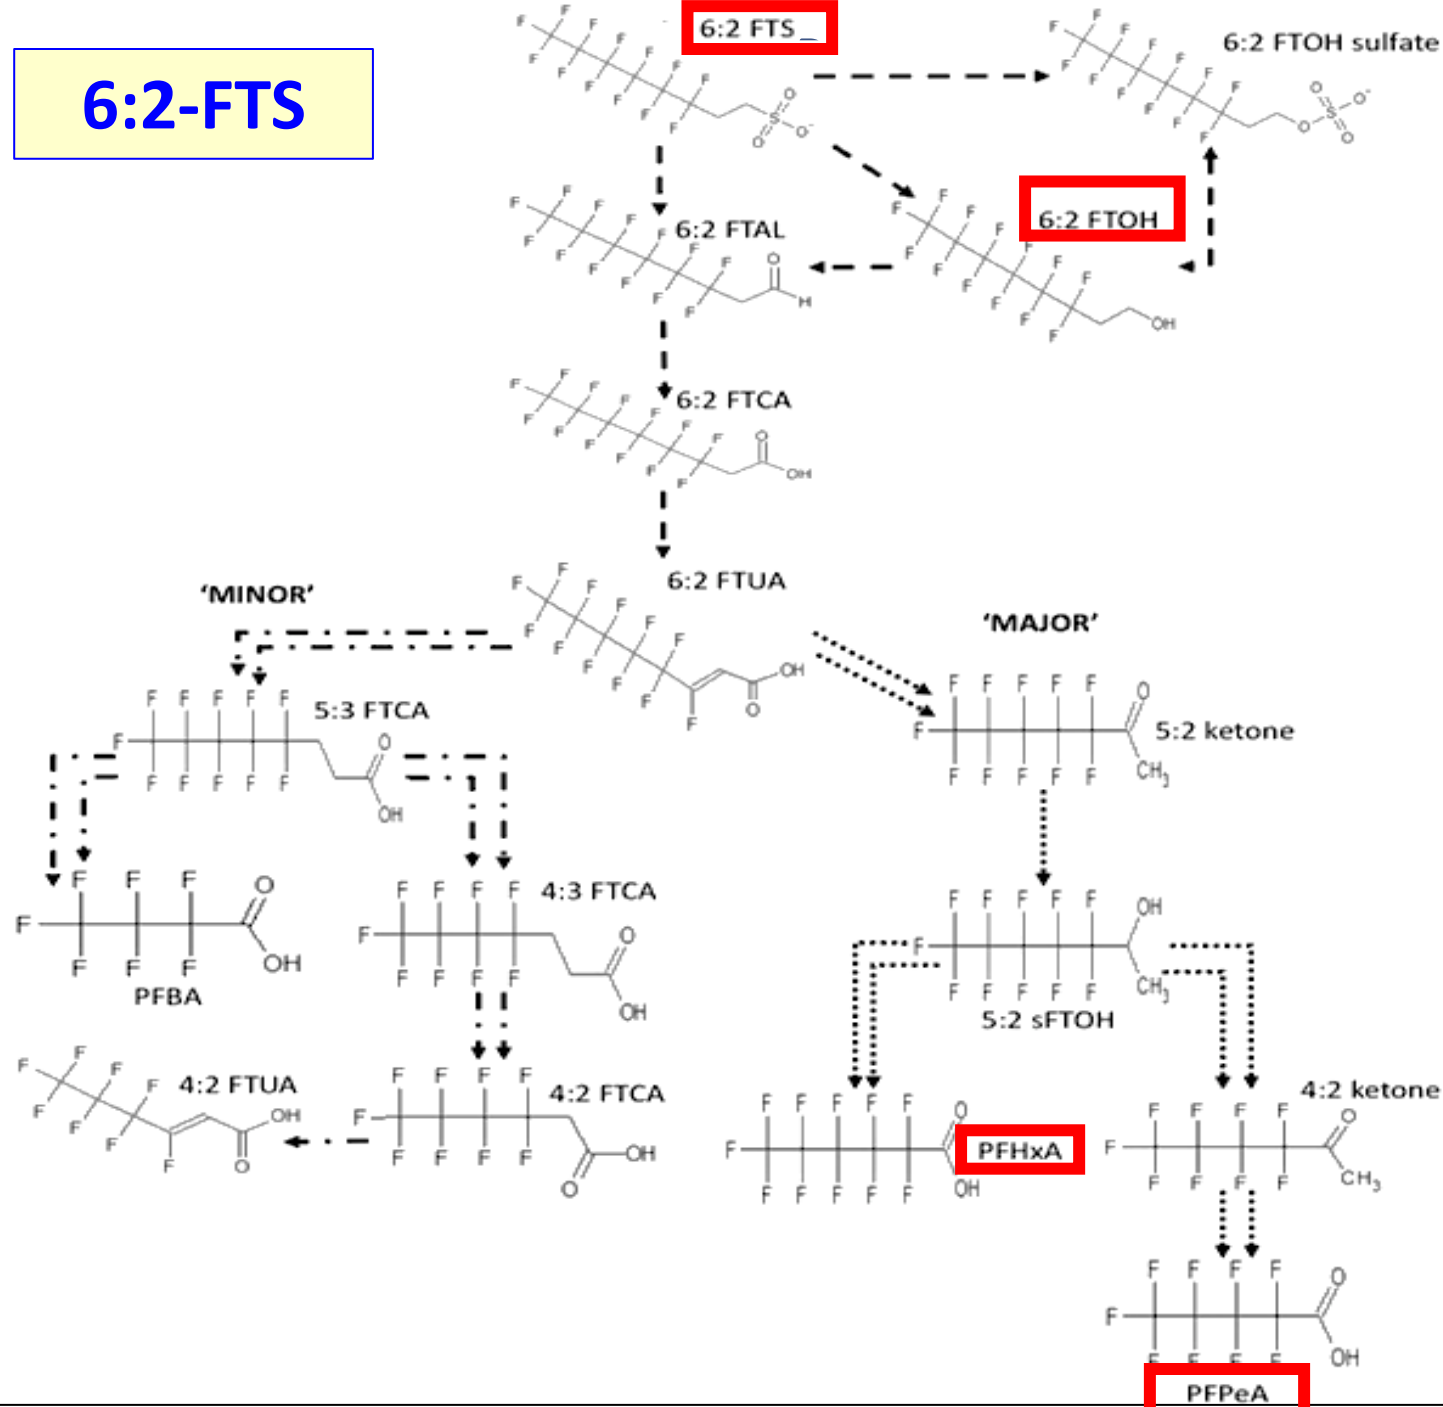 6:2-FTS
6:2 FTS
6:2 FTOH sulfate
6:2 FTOH
6:2 FTAL
6:2 FTCA
6:2 FTUA
‘MINOR’
‘MAJOR’
5:3 FTCA
5:2 ketone
4:3 FTCA
PFBA
5:2 sFTOH
4:2 FTUA
4:2 FTCA
4:2 ketone
PFHxA
PFPeA